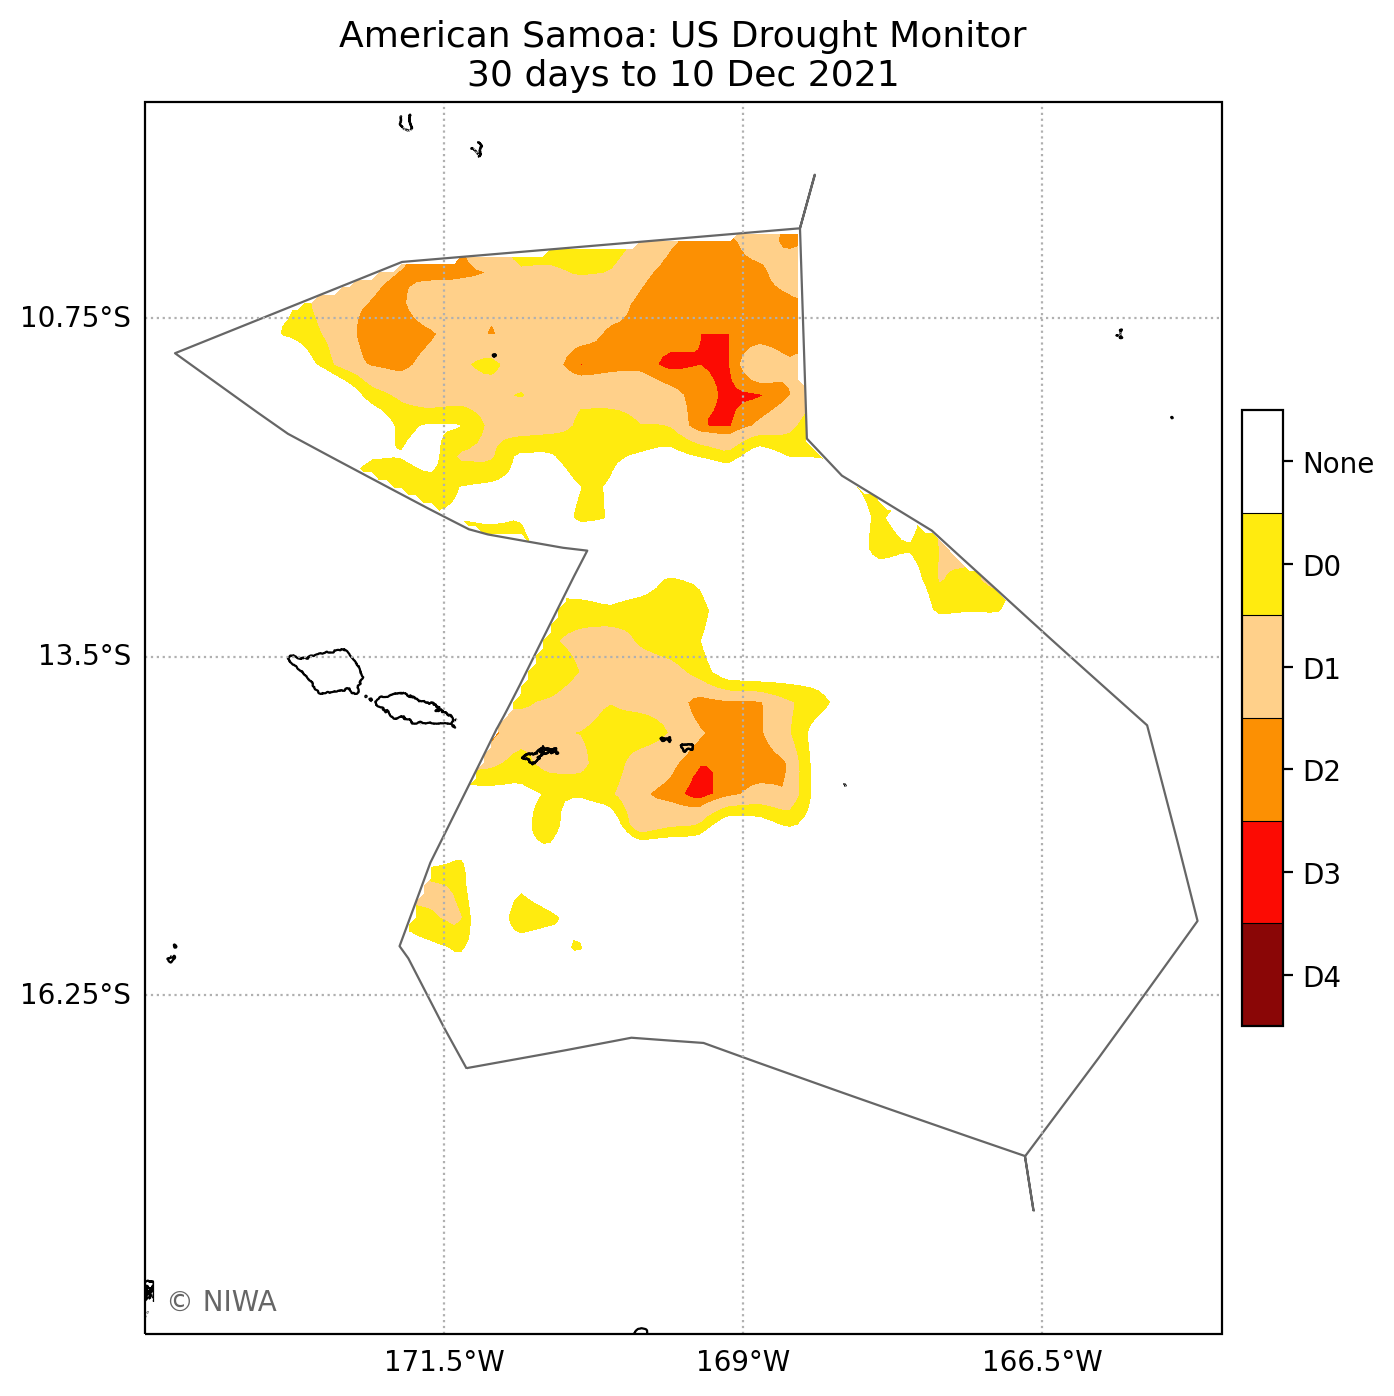 American Samoa: US Drought Monitor
30 days to 10 Dec 2021
10.75°S
13.5°S
16.25°S
171.5°W
169°W
166.5°W
None
D0
D1
D2
D3
D4
© NIWA